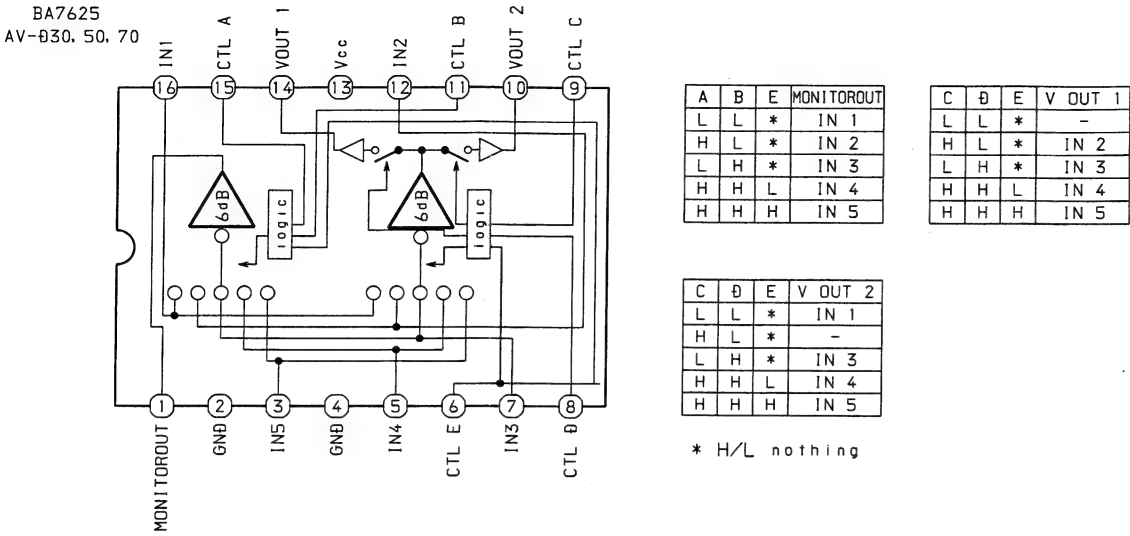 BA7625
AV-Đ30, 50, 70
IN1
CTL A
VOUT 1
Vcc
IN2
CTL B
VOUT 2
CTL C
16
15
14
13
12
11
10
9
6dB
logic
6dB
logic
1
2
3
4
5
6
7
8
MONITOROUT
GNĐ
IN5
GNĐ
IN4
CTL E
IN3
CTL Đ
A B E MONITOROUT
L L * IN 1
H L * IN 2
L H * IN 3
H H L IN 4
H H H IN 5
C Đ E V OUT 1
L L * –
H L * IN 2
L H * IN 3
H H L IN 4
H H H IN 5
C Đ E V OUT 2
L L * IN 1
H L * –
L H * IN 3
H H L IN 4
H H H IN 5
* H/L nothing